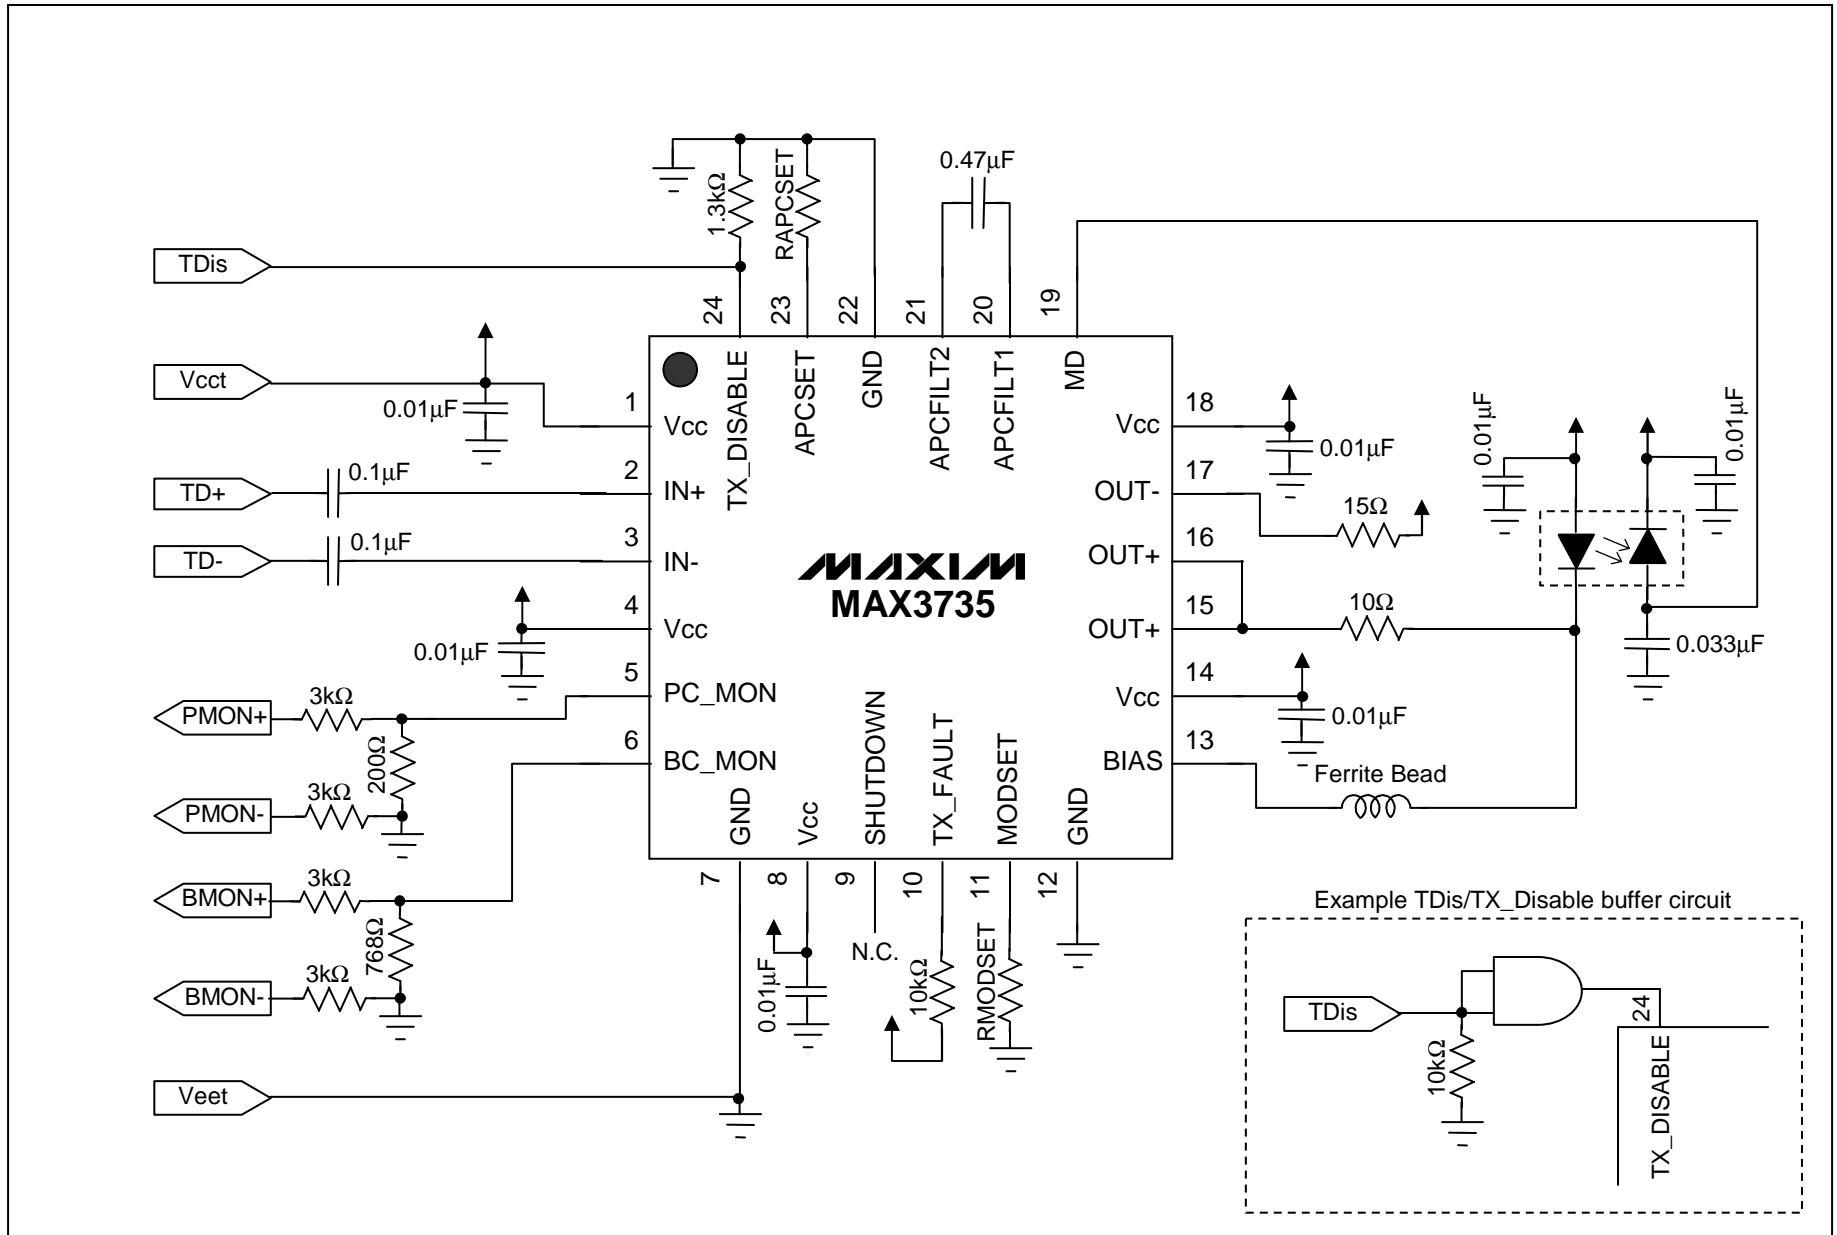 0.47µF
1.3kΩ
RAPCSET
TDis
24
23
22
21
20
19
Vcct
0.01µF
1
Vcc
TX_DISABLE
APCSET
GND
APCFILT2
APCFILT1
MD
18
Vcc
0.01µF
0.01µF
0.01µF
TD+
0.1µF
2
IN+
17
OUT-
15Ω
TD-
0.1µF
3
IN-
MAXIM
MAX3735
16
OUT+
4
Vcc
0.01µF
15
OUT+
10Ω
0.033µF
5
PC_MON
14
Vcc
0.01µF
PMON+
3kΩ
200Ω
6
BC_MON
13
BIAS
Ferrite Bead
PMON-
3kΩ
GND
Vcc
SHUTDOWN
TX_FAULT
MODSET
GND
7
8
9
10
11
12
BMON+
3kΩ
768Ω
BMON-
3kΩ
0.01µF
N.C.
10kΩ
RMODSET
Veet
Example TDis/TX_Disable buffer circuit
TDis
10kΩ
24
TX_DISABLE